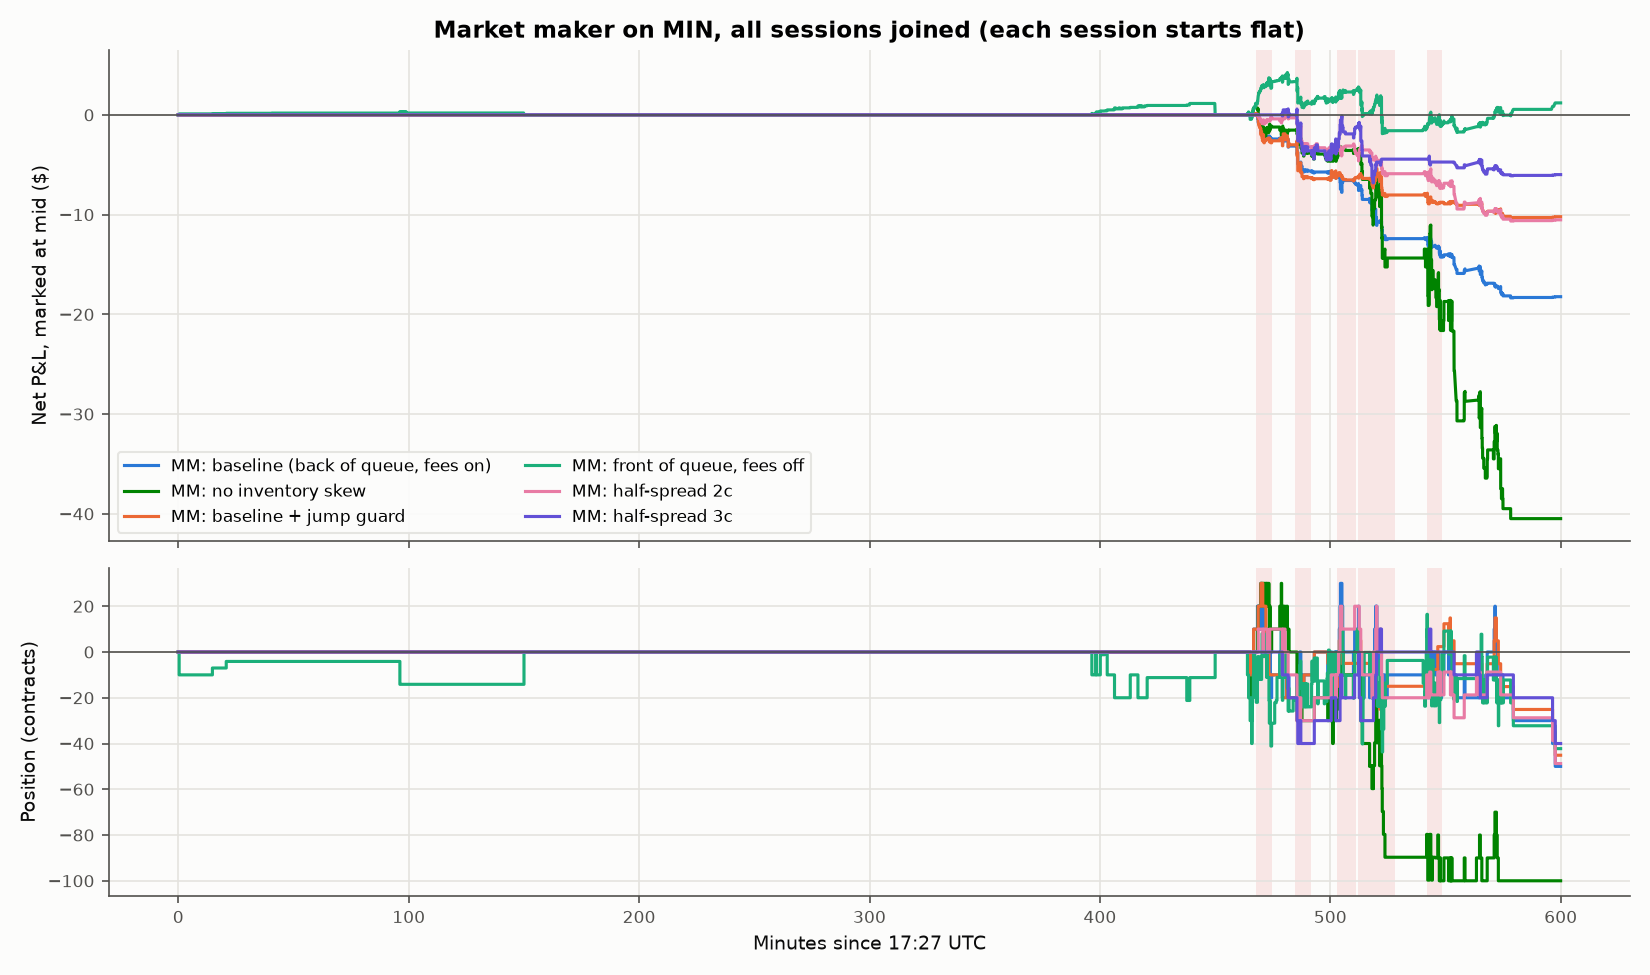 Market maker on MIN, all sessions joined (each session starts flat)
Net P&L, marked at mid ($)
0
−10
−20
−30
−40
MM: baseline (back of queue, fees on)
MM: no inventory skew
MM: baseline + jump guard
MM: front of queue, fees off
MM: half-spread 2c
MM: half-spread 3c
Position (contracts)
20
0
−20
−40
−60
−80
−100
0 100 200 300 400 500 600
Minutes since 17:27 UTC